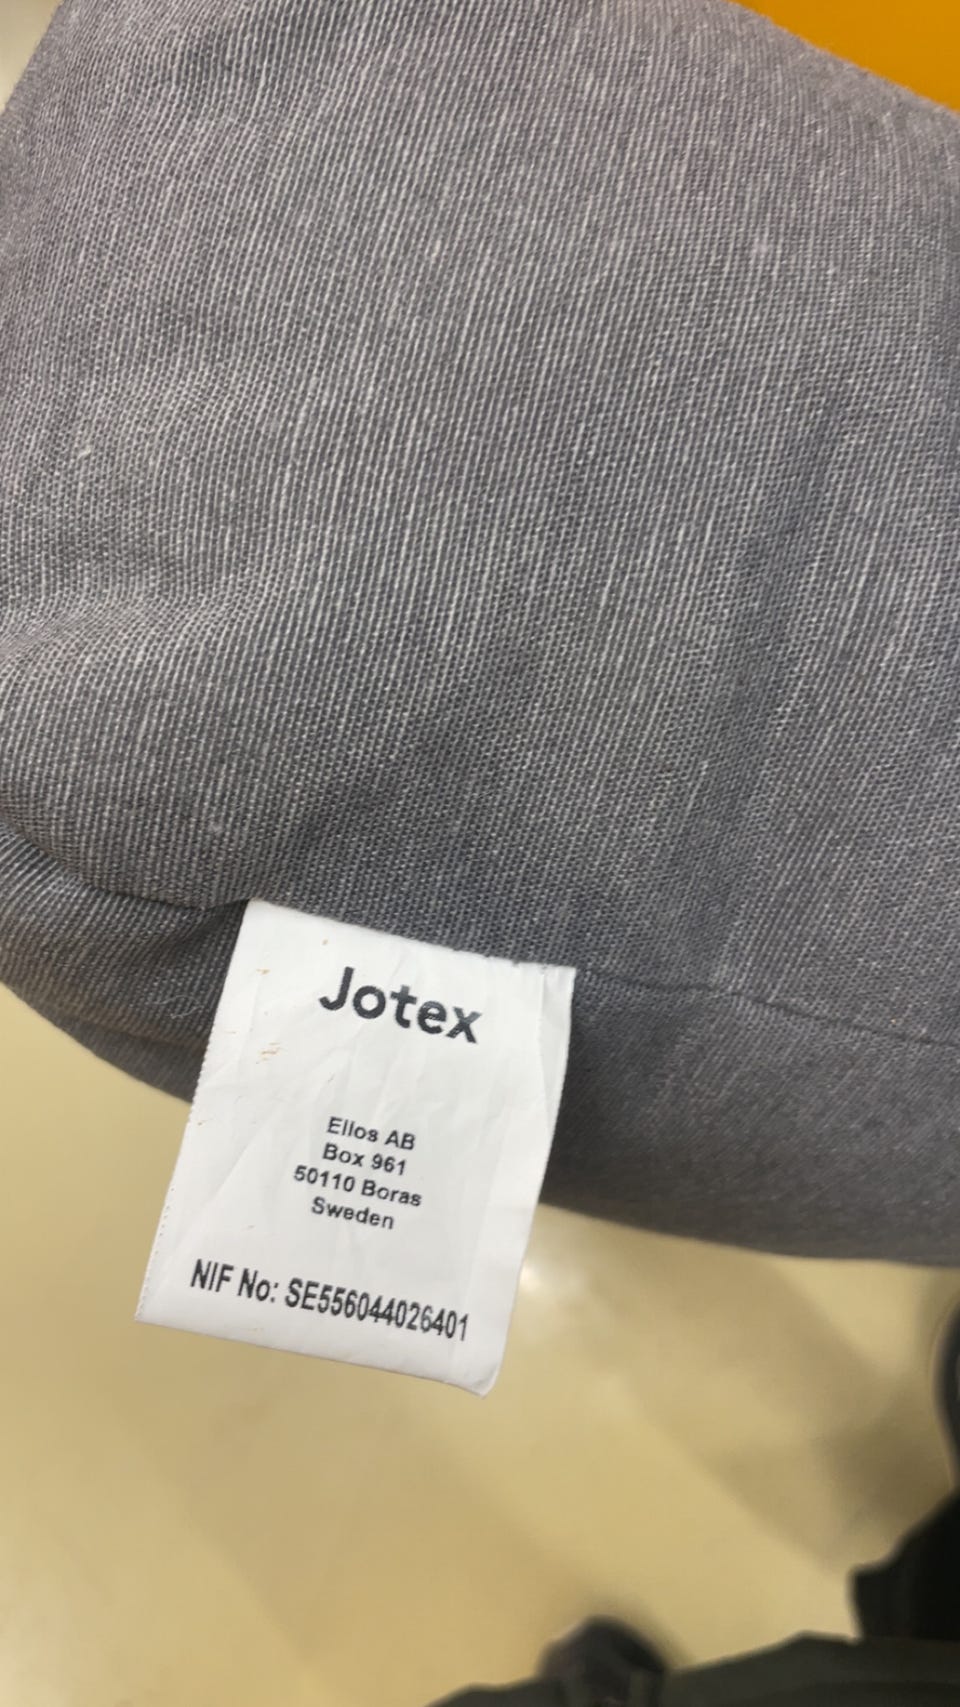 Jotex
Ellos AB
Box 961
50110 Boras
Sweden
NIF No: SE556044026401